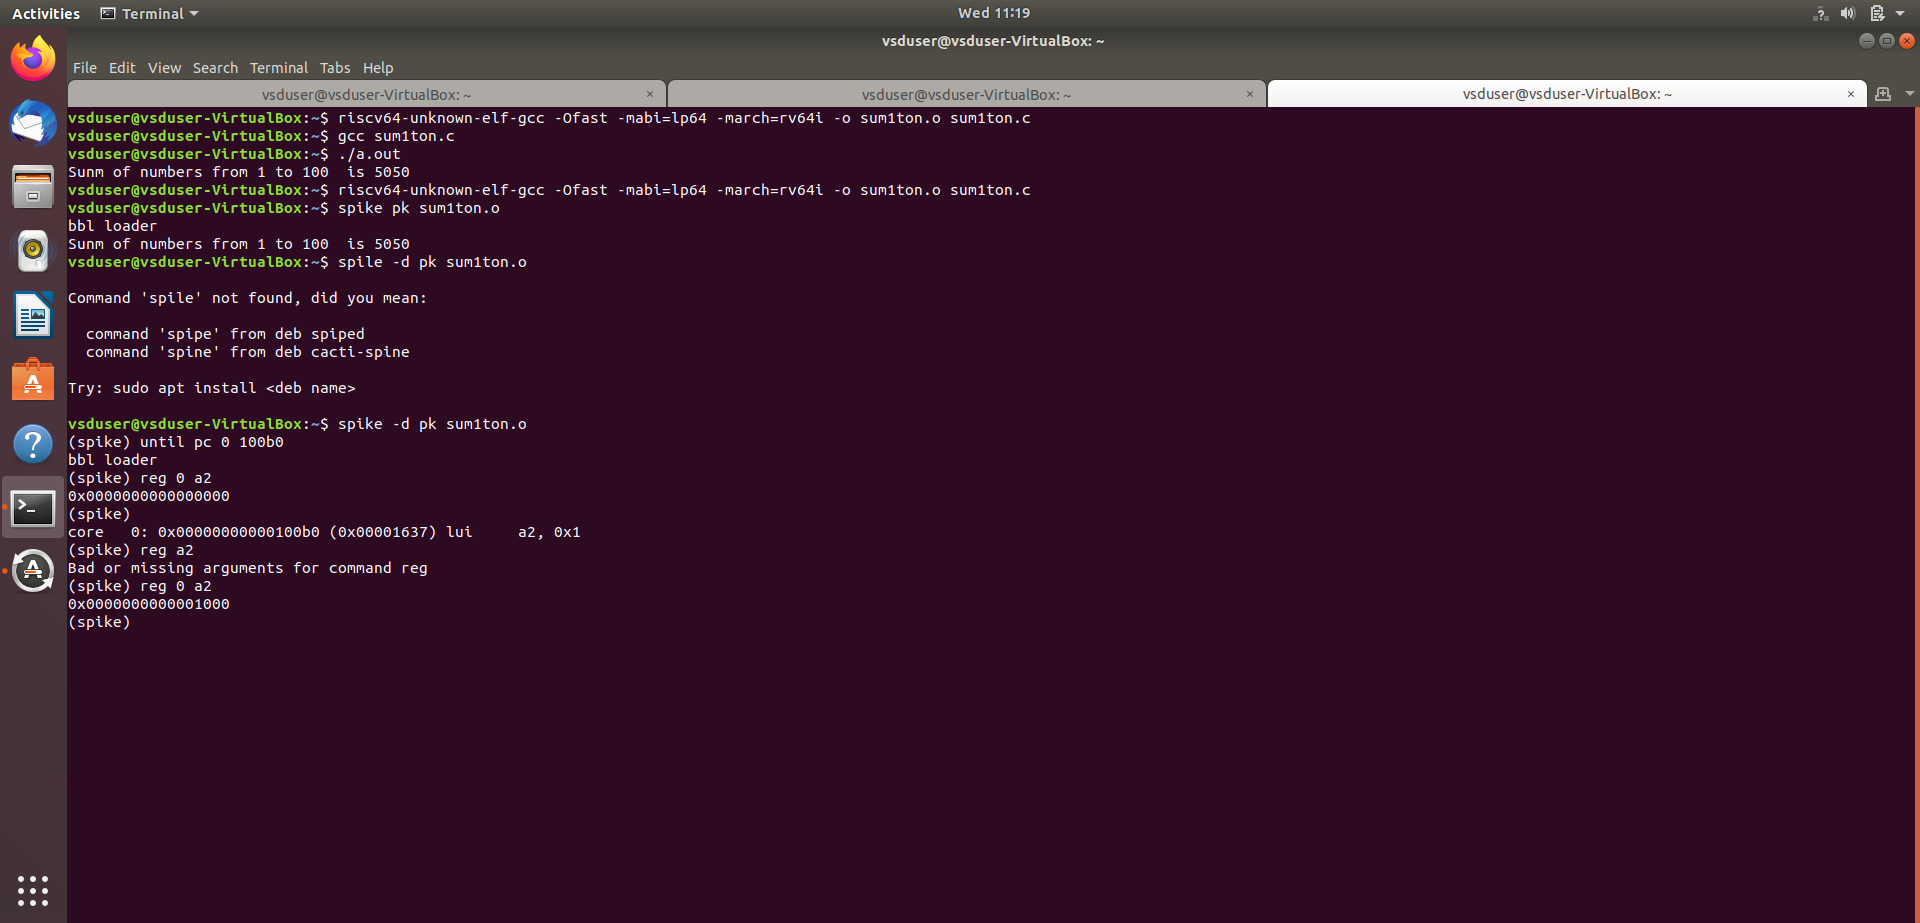 Activities Terminal Wed 11:19
vsduser@vsduser-VirtualBox: ~
File Edit View Search Terminal Tabs Help
vsduser@vsduser-VirtualBox: ~ × vsduser@vsduser-VirtualBox: ~ × vsduser@vsduser-VirtualBox: ~ ×
vsduser@vsduser-VirtualBox:~$ riscv64-unknown-elf-gcc -Ofast -mabi=lp64 -march=rv64i -o sum1ton.o sum1ton.c
vsduser@vsduser-VirtualBox:~$ gcc sum1ton.c
vsduser@vsduser-VirtualBox:~$ ./a.out
Sunm of numbers from 1 to 100  is 5050
vsduser@vsduser-VirtualBox:~$ riscv64-unknown-elf-gcc -Ofast -mabi=lp64 -march=rv64i -o sum1ton.o sum1ton.c
vsduser@vsduser-VirtualBox:~$ spike pk sum1ton.o
bbl loader
Sunm of numbers from 1 to 100  is 5050
vsduser@vsduser-VirtualBox:~$ spile -d pk sum1ton.o
Command 'spile' not found, did you mean:
  command 'spipe' from deb spiped
  command 'spine' from deb cacti-spine
Try: sudo apt install <deb name>
vsduser@vsduser-VirtualBox:~$ spike -d pk sum1ton.o
(spike) until pc 0 100b0
bbl loader
(spike) reg 0 a2
0x0000000000000000
(spike)
core   0: 0x00000000000100b0 (0x00001637) lui     a2, 0x1
(spike) reg a2
Bad or missing arguments for command reg
(spike) reg 0 a2
0x0000000000001000
(spike)